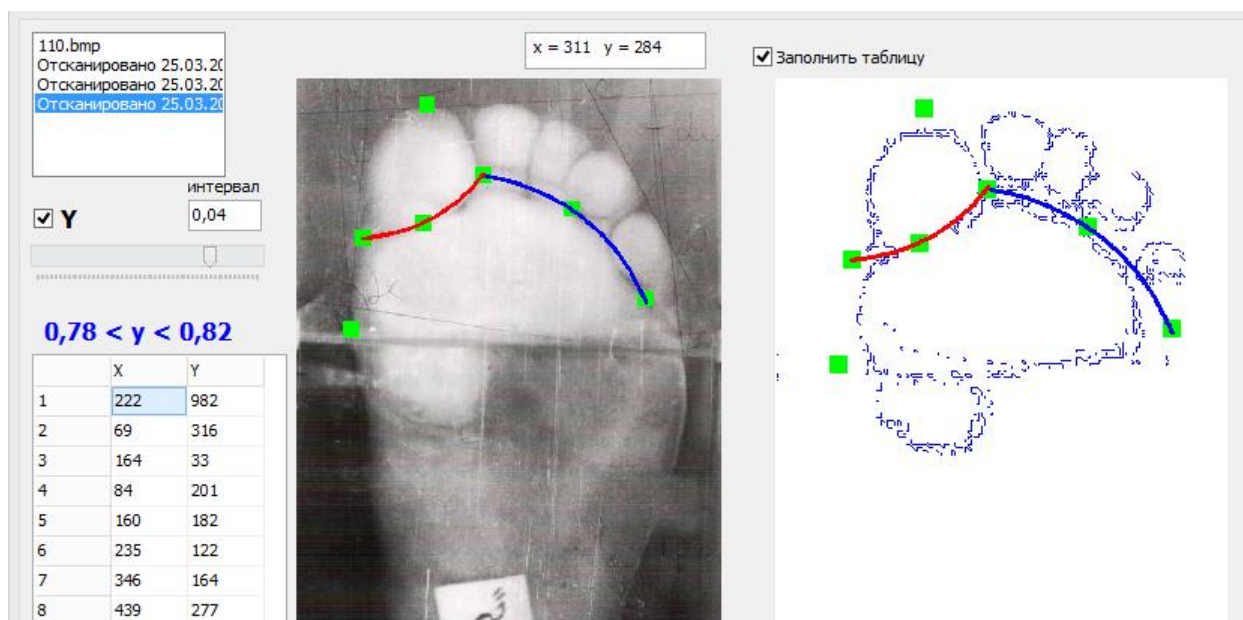 110.bmp
Отсканировано 25.03.20
Отсканировано 25.03.20
Отсканировано 25.03.20
x = 311 y = 284
Заполнить таблицу
интервал
Y
0,04
0,78 < y < 0,82
X Y
1 222 982
2 69 316
3 164 33
4 84 201
5 160 182
6 235 122
7 346 164
8 439 277